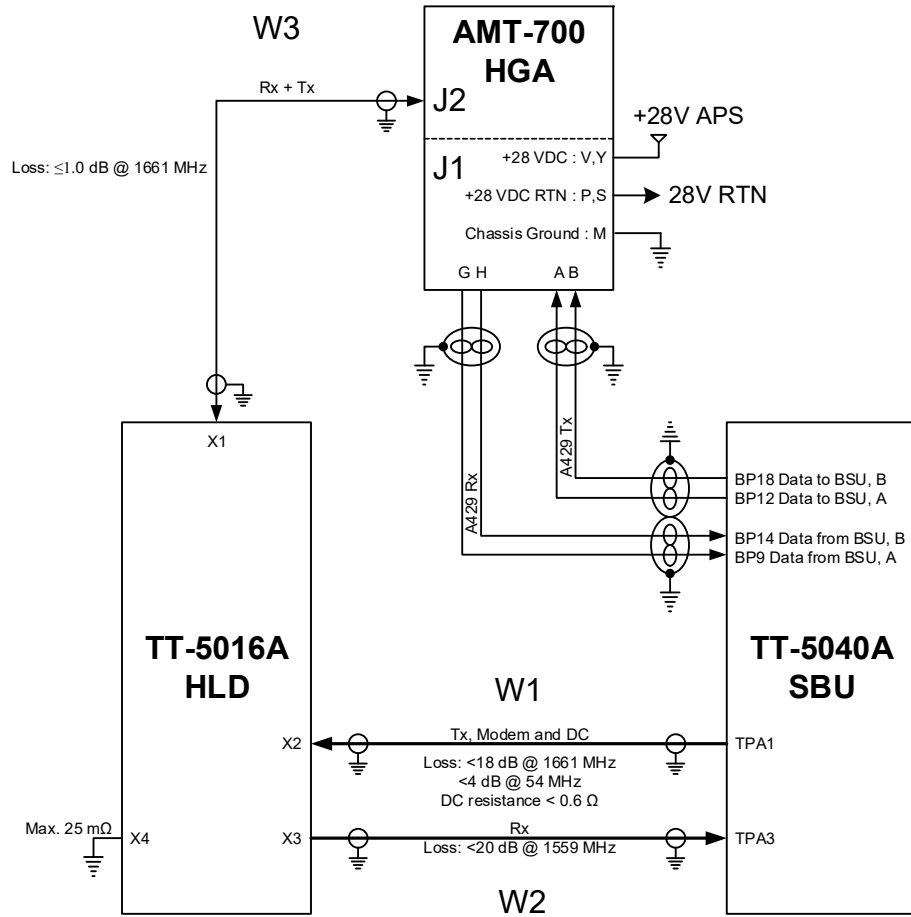 W3
AMT-700
HGA
Rx + Tx
J2
+28V APS
Loss: ≤1.0 dB @ 1661 MHz
J1
+28 VDC : V,Y
+28 VDC RTN : P,S
28V RTN
Chassis Ground : M
G H
A B
A429 Rx
A429 Tx
X1
BP18 Data to BSU, B
BP12 Data to BSU, A
BP14 Data from BSU, B
BP9 Data from BSU, A
TT-5016A
HLD
TT-5040A
SBU
W1
X2
Tx, Modem and DC
TPA1
Loss: <18 dB @ 1661 MHz
<4 dB @ 54 MHz
DC resistance < 0.6 Ω
Max. 25 mΩ
X4
X3
Rx
TPA3
Loss: <20 dB @ 1559 MHz
W2